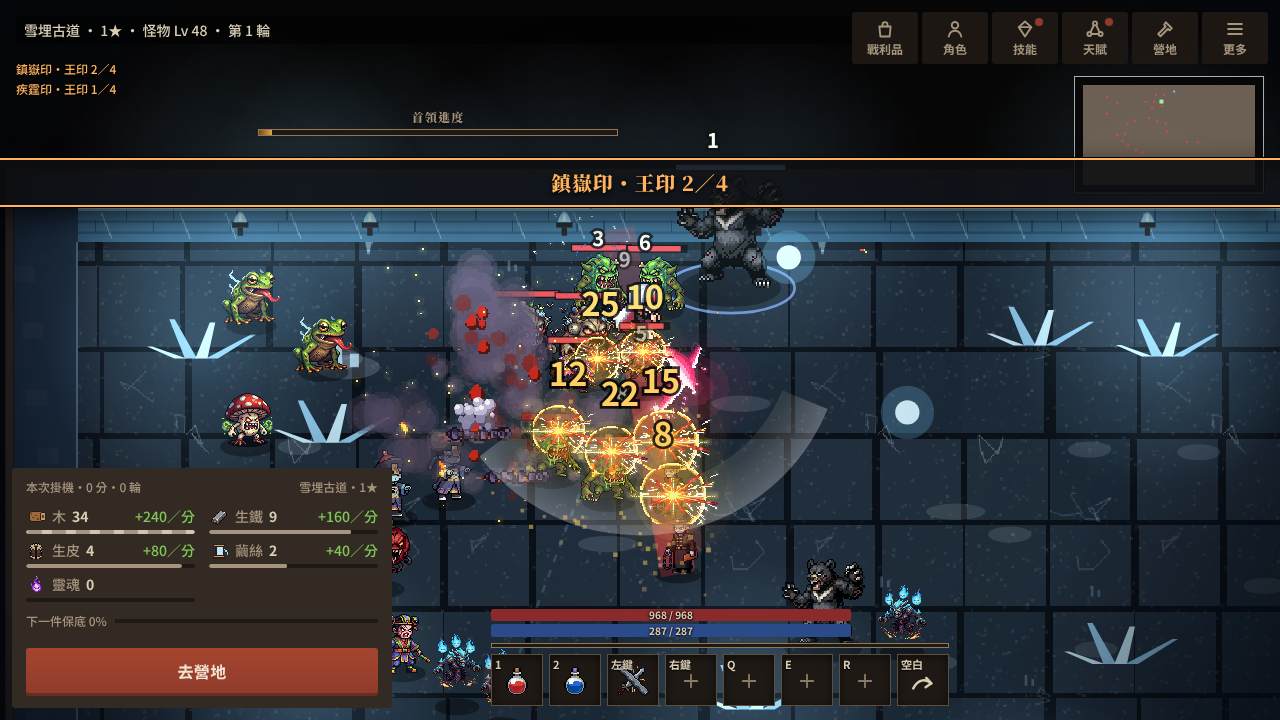 雪埋古道 • 1★ • 怪物 Lv 48 • 第 1 輪
戰利品
角色
技能
天賦
營地
更多
鎮嶽印・王印 2／4
疾霆印・王印 1／4
首領進度
1
鎮嶽印・王印 2／4
3
6
9
25
10
5
12
22
15
8
本次掛機・0 分・0 輪
雪埋古道・1★
木 34 +240／分
生鐵 9 +160／分
生皮 4 +80／分
繭絲 2 +40／分
靈魂 0
下一件保底 0%
去營地
968 / 968
287 / 287
1
2
左鍵
右鍵
Q
E
R
空白